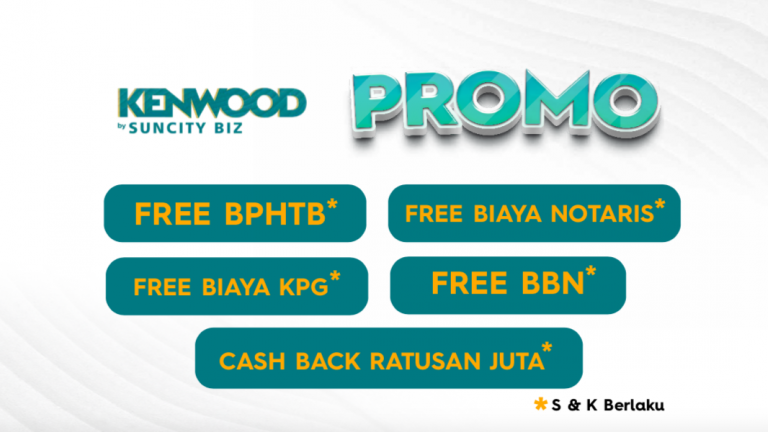 KENWOOD
by SUNCITY BIZ
PROMO
FREE BPHTB*
FREE BIAYA NOTARIS*
FREE BIAYA KPG*
FREE BBN*
CASH BACK RATUSAN JUTA*
* S & K Berlaku